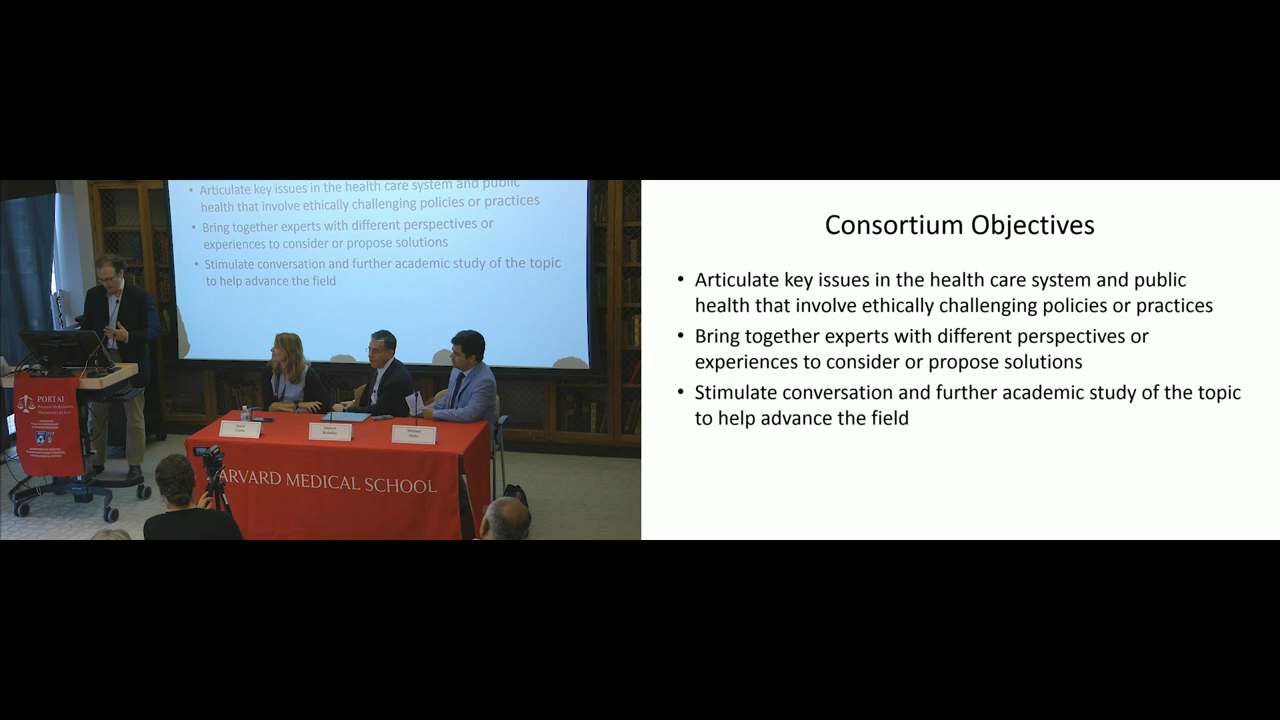 • Articulate key issues in the health care system and public
health that involve ethically challenging policies or practices
• Bring together experts with different perspectives or
experiences to consider or propose solutions
• Stimulate conversation and further academic study of the topic
to help advance the field
PORTAL
HARVARD MEDICAL SCHOOL
Consortium Objectives
• Articulate key issues in the health care system and public
health that involve ethically challenging policies or practices
• Bring together experts with different perspectives or
experiences to consider or propose solutions
• Stimulate conversation and further academic study of the topic
to help advance the field